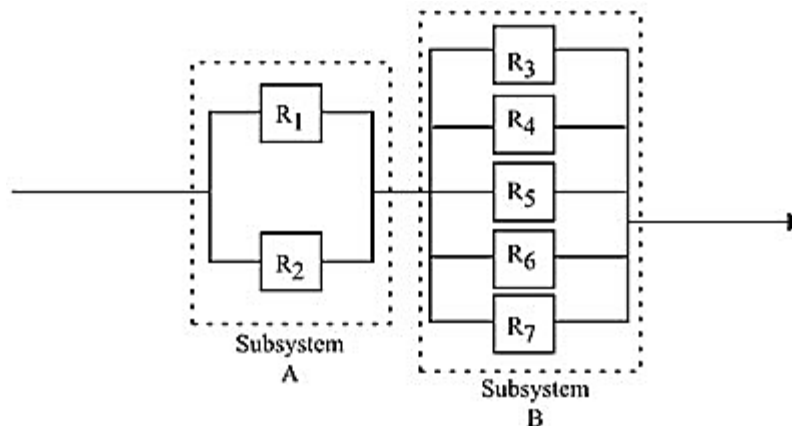 R1
R2
Subsystem
A
R3
R4
R5
R6
R7
Subsystem
B